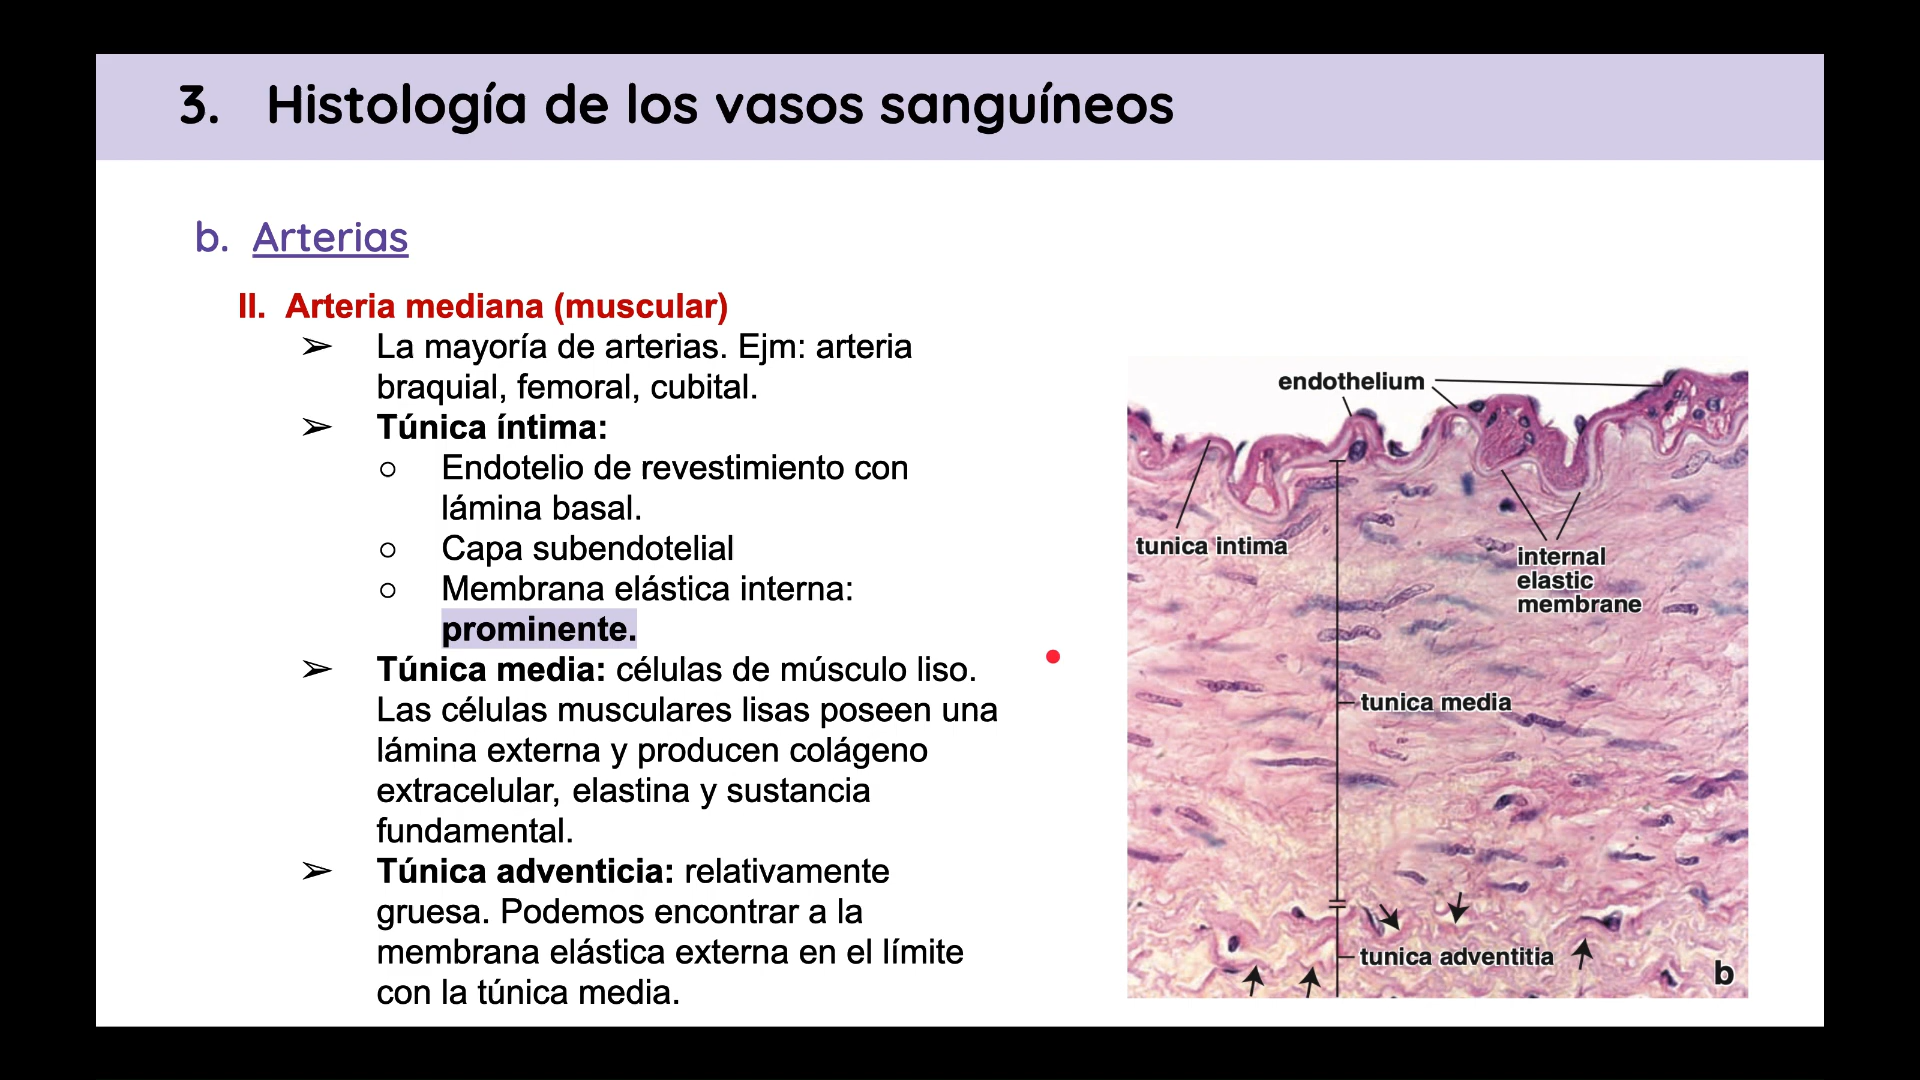 3. Histología de los vasos sanguíneos
b. Arterias
II. Arteria mediana (muscular)
➢ La mayoría de arterias. Ejm: arteria
braquial, femoral, cubital.
➢ Túnica íntima:
○ Endotelio de revestimiento con
lámina basal.
○ Capa subendotelial
○ Membrana elástica interna:
prominente.
➢ Túnica media: células de músculo liso.
Las células musculares lisas poseen una
lámina externa y producen colágeno
extracelular, elastina y sustancia
fundamental.
➢ Túnica adventicia: relativamente
gruesa. Podemos encontrar a la
membrana elástica externa en el límite
con la túnica media.
endothelium
tunica intima
internal
elastic
membrane
tunica media
tunica adventitia
b